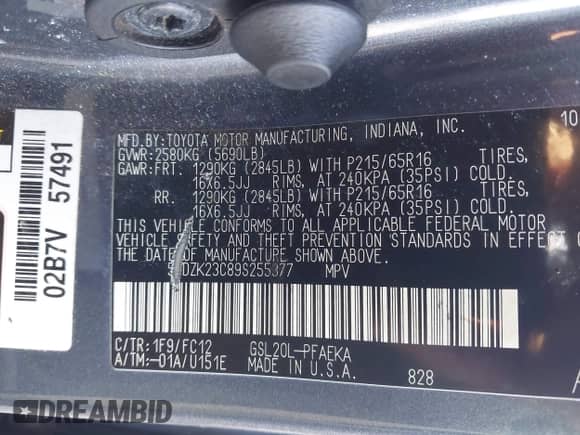 10
MFD.BY:TOYOTA MOTOR MANUFACTURING, INDIANA, INC.
GVWR:2580KG (5690LB)
GAWR:FRT. 1290KG (2845LB) WITH P215/65R16 TIRES,
16X6.5JJ RIMS, AT 240KPA (35PSI) COLD.
RR. 1290KG (2845LB) WITH P215/65R16 TIRES,
16X6.5JJ RIMS, AT 240KPA (35PSI) COLD.
THIS VEHICLE CONFORMS TO ALL APPLICABLE FEDERAL MOTOR
VEHICLE SAFETY AND THEFT PREVENTION STANDARDS IN EFFECT
THE DATE OF MANUFACTURE SHOWN ABOVE.
DZK23C89S255377 MPV
C/TR:1F9/FC12 GSL20L-PFAEKA
A/TM:-01A/U151E MADE IN U.S.A. 828
02B7V 57491
DREAMBID